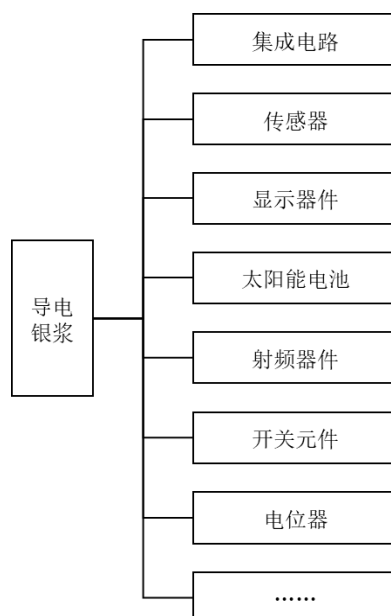 集成电路
传感器
显示器件
太阳能电池
导电
银浆
射频器件
开关元件
电位器
……